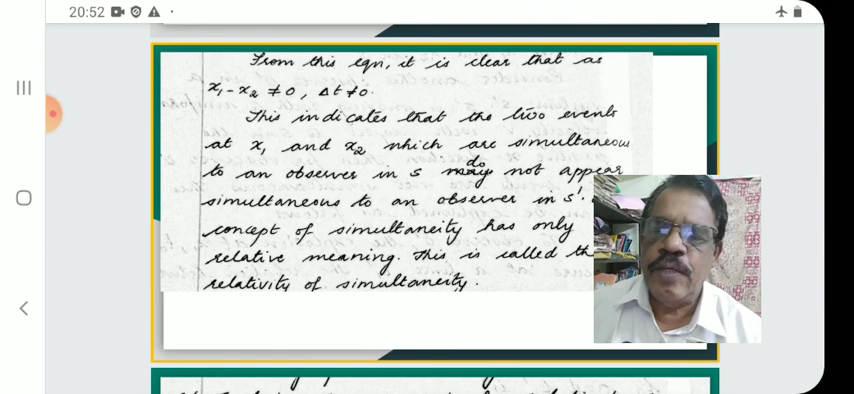 20:52
From this eqn, it is clear that as
x₁-x₂ ≠0, Δt≠0.
This indicates that the two events
at x₁ and x₂ which are simultaneous
to an observer in S do not appear
simultaneous to an observer in S'.
concept of simultaneity has only
relative meaning. This is called the
relativity of simultaneity.